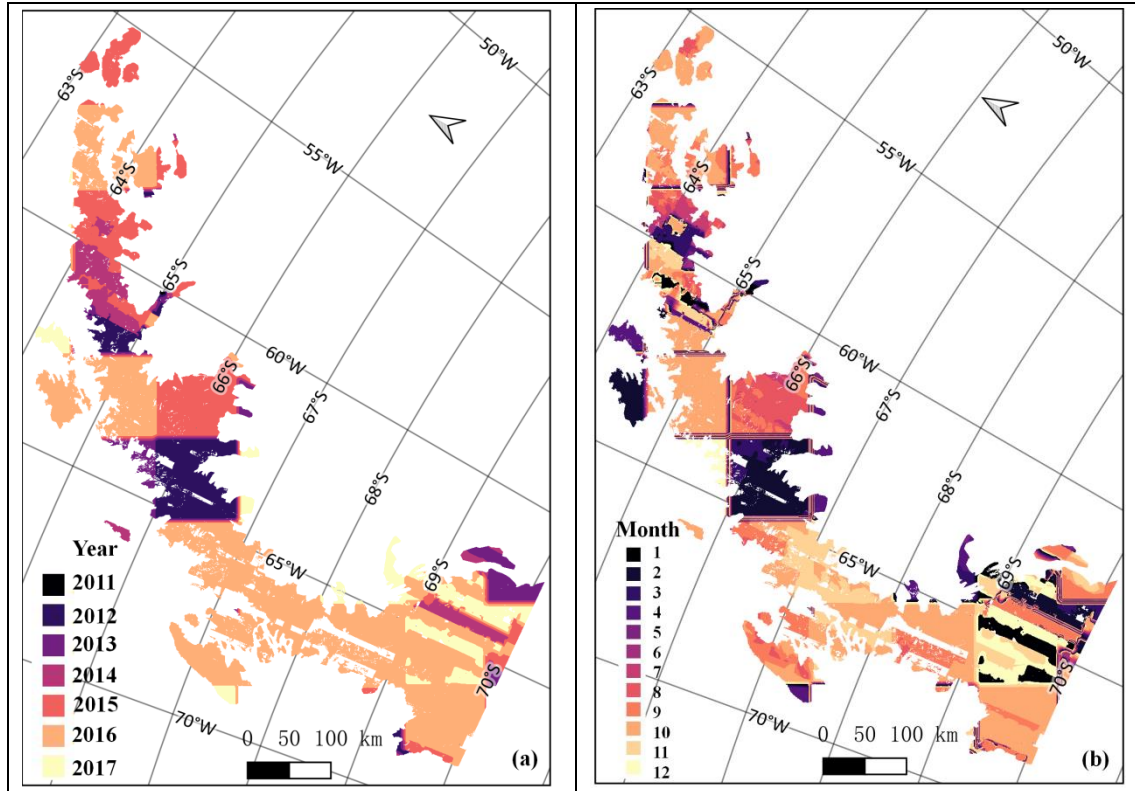 50°W
63°S
55°W
64°S
65°S
60°W
66°S
67°S
68°S
65°W
69°S
70°S
70°W
Year
2011
2012
2013
2014
2015
2016
2017
0 50 100 km
(a)
50°W
63°S
55°W
64°S
65°S
60°W
66°S
67°S
68°S
65°W
69°S
70°S
70°W
Month
1
2
3
4
5
6
7
8
9
10
11
12
0 50 100 km
(b)